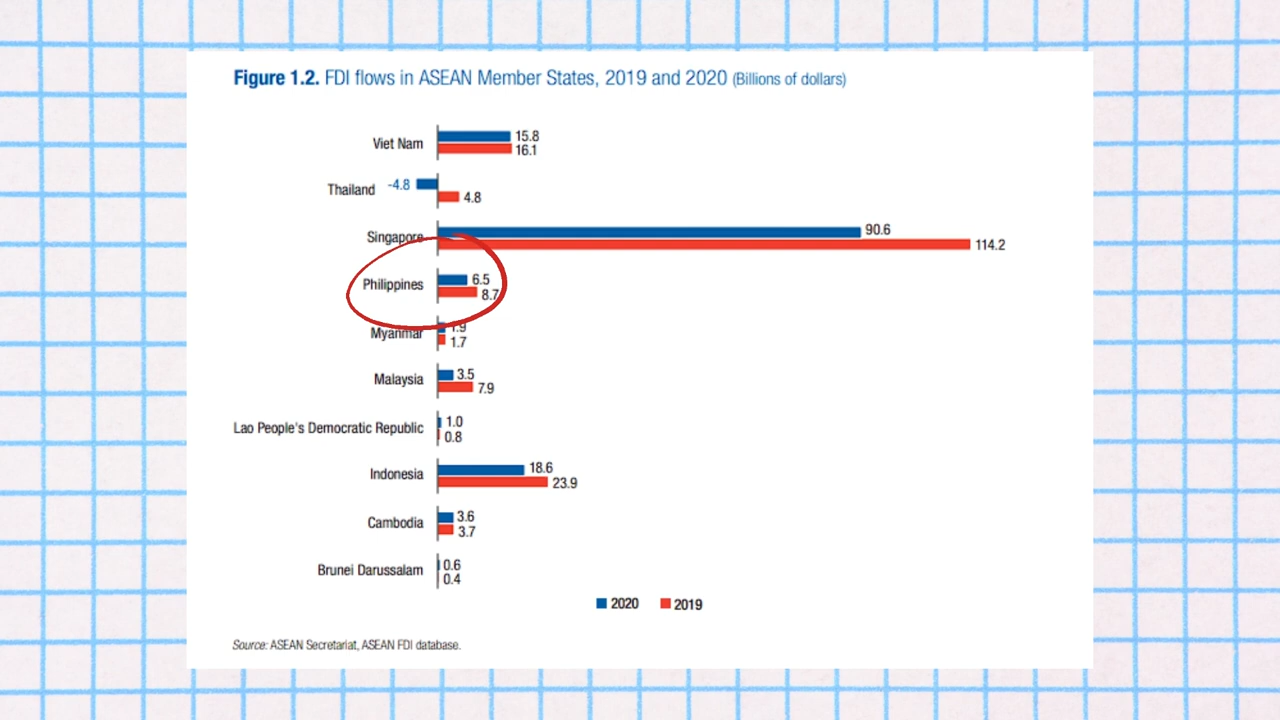 Figure 1.2. FDI flows in ASEAN Member States, 2019 and 2020 (Billions of dollars)
Viet Nam
15.8
16.1
Thailand
-4.8
4.8
Singapore
90.6
114.2
Philippines
6.5
8.7
Myanmar
1.9
1.7
Malaysia
3.5
7.9
Lao People's Democratic Republic
1.0
0.8
Indonesia
18.6
23.9
Cambodia
3.6
3.7
Brunei Darussalam
0.6
0.4
2020 2019
Source: ASEAN Secretariat, ASEAN FDI database.